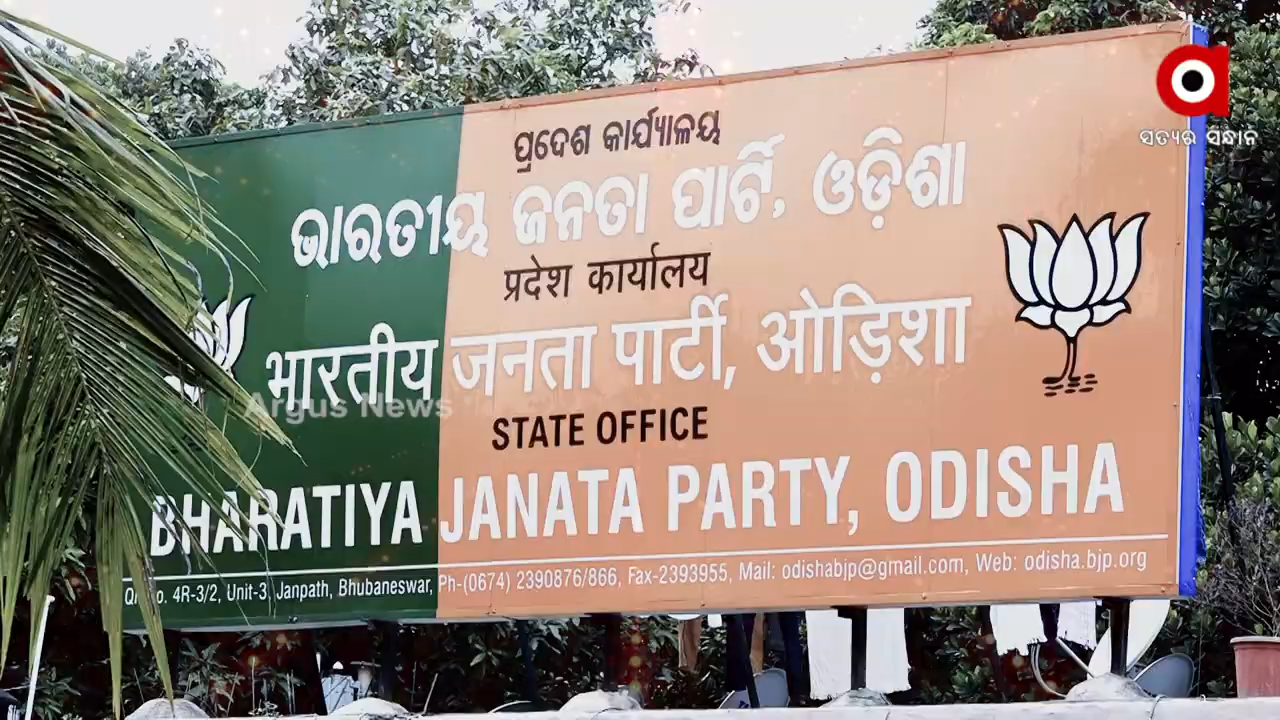 ସତ୍ୟର ସନ୍ଧାନ
ପ୍ରଦେଶ କାର୍ଯ୍ୟାଳୟ
ଭାରତୀୟ ଜନତା ପାର୍ଟି, ଓଡ଼ିଶା
प्रदेश कार्यालय
भारतीय जनता पार्टी, ओड़िशा
Argus News
STATE OFFICE
BHARATIYA JANATA PARTY, ODISHA
4R-3/2, Unit-3, Janpath, Bhubaneswar, Ph-(0674) 2390876/866, Fax-2393955, Mail: odishabjp@gmail.com, Web: odisha.bjp.org